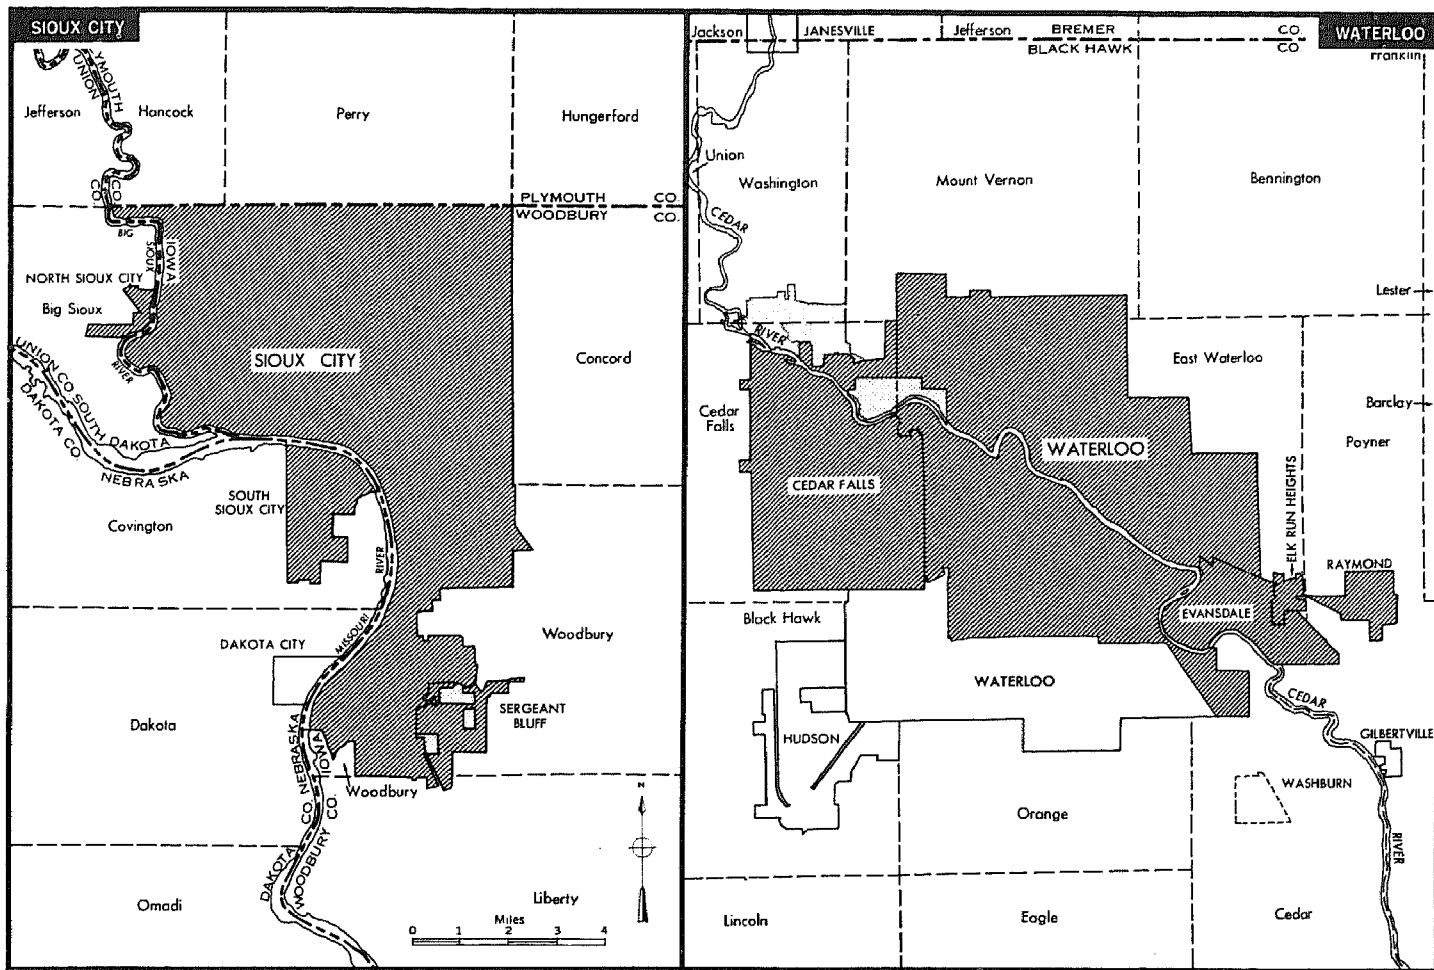 SIOUX CITY
YMOUTH
UNION
Jefferson
Hancock
Perry
Hungerford
CO.
CO.
PLYMOUTH CO.
WOODBURY CO.
BIG
SIOUX
IOWA
NORTH SIOUX CITY
Big Sioux
RIVER
SIOUX CITY
Concord
UNION CO. SOUTH DAKOTA
DAKOTA CO.
NEBRASKA
SOUTH
SIOUX CITY
Covington
RIVER
MISSOURI
DAKOTA CITY
Woodbury
Dakota
SERGEANT
BLUFF
NEBRASKA
IOWA
Woodbury
CO.
CO.
DAKOTA
WOODBURY
N
Omadi
Liberty
Miles
0 1 2 3 4
WATERLOO
Jackson
JANESVILLE
Jefferson
BREMER CO.
BLACK HAWK CO.
Franklin
Union
Washington
Mount Vernon
Bennington
CEDAR
Lester
RIVER
East Waterloo
Cedar
Falls
Barclay
WATERLOO
Poyner
CEDAR FALLS
ELK RUN HEIGHTS
RAYMOND
EVANSDALE
Black Hawk
WATERLOO
CEDAR
HUDSON
GILBERTVILLE
WASHBURN
Orange
RIVER
Lincoln
Eagle
Cedar